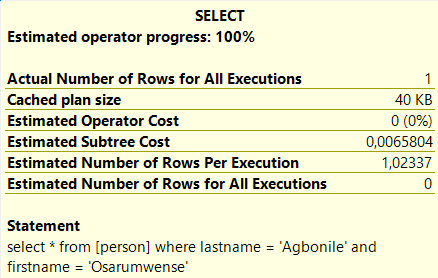 SELECT
Estimated operator progress: 100%
Actual Number of Rows for All Executions 1
Cached plan size 40 KB
Estimated Operator Cost 0 (0%)
Estimated Subtree Cost 0,0065804
Estimated Number of Rows Per Execution 1,02337
Estimated Number of Rows for All Executions 0
Statement
select * from [person] where lastname = 'Agbonile' and
firstname = 'Osarumwense'